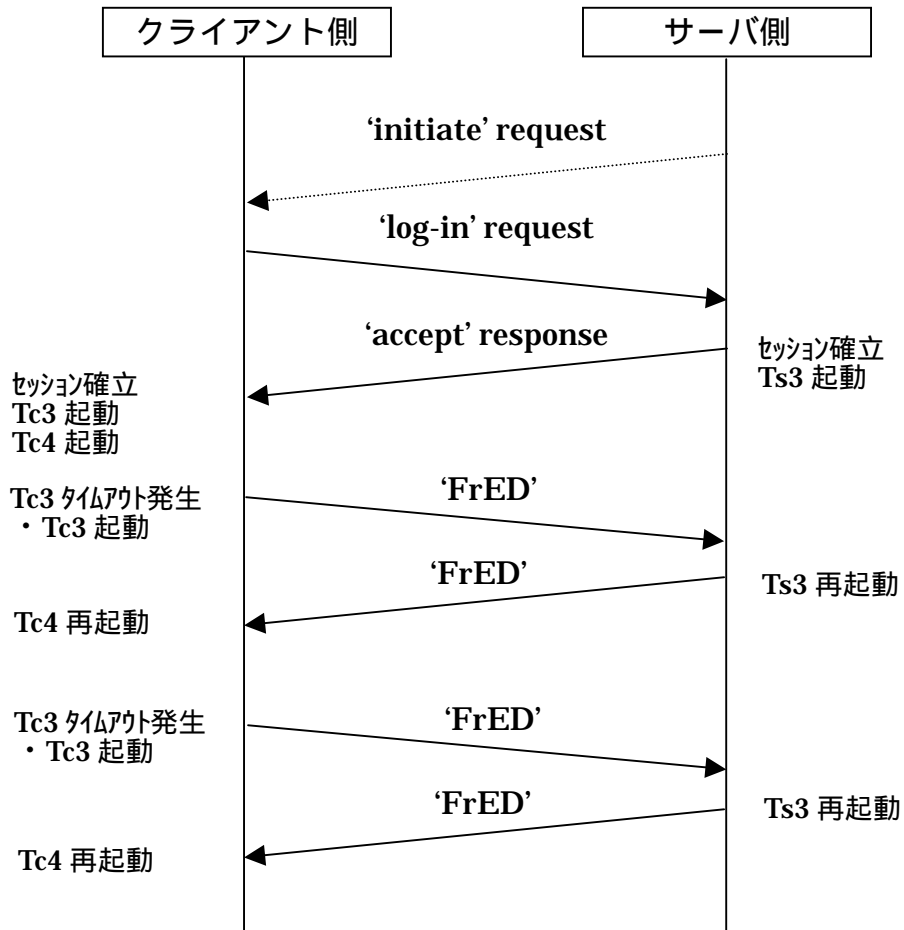 クライアント側
サーバ側
‘initiate’ request
‘log-in’ request
‘accept’ response
ｾｯｼｮﾝ確立
Ts3 起動
ｾｯｼｮﾝ確立
Tc3 起動
Tc4 起動
Tc3 ﾀｲﾑｱｳﾄ発生
・Tc3 起動
‘FrED’
‘FrED’
Ts3 再起動
Tc4 再起動
Tc3 ﾀｲﾑｱｳﾄ発生
・Tc3 起動
‘FrED’
‘FrED’
Ts3 再起動
Tc4 再起動